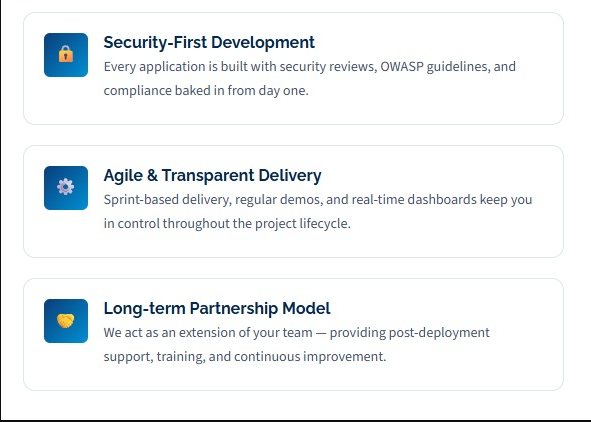 Security-First Development
Every application is built with security reviews, OWASP guidelines, and
compliance baked in from day one.
Agile & Transparent Delivery
Sprint-based delivery, regular demos, and real-time dashboards keep you
in control throughout the project lifecycle.
Long-term Partnership Model
We act as an extension of your team — providing post-deployment
support, training, and continuous improvement.